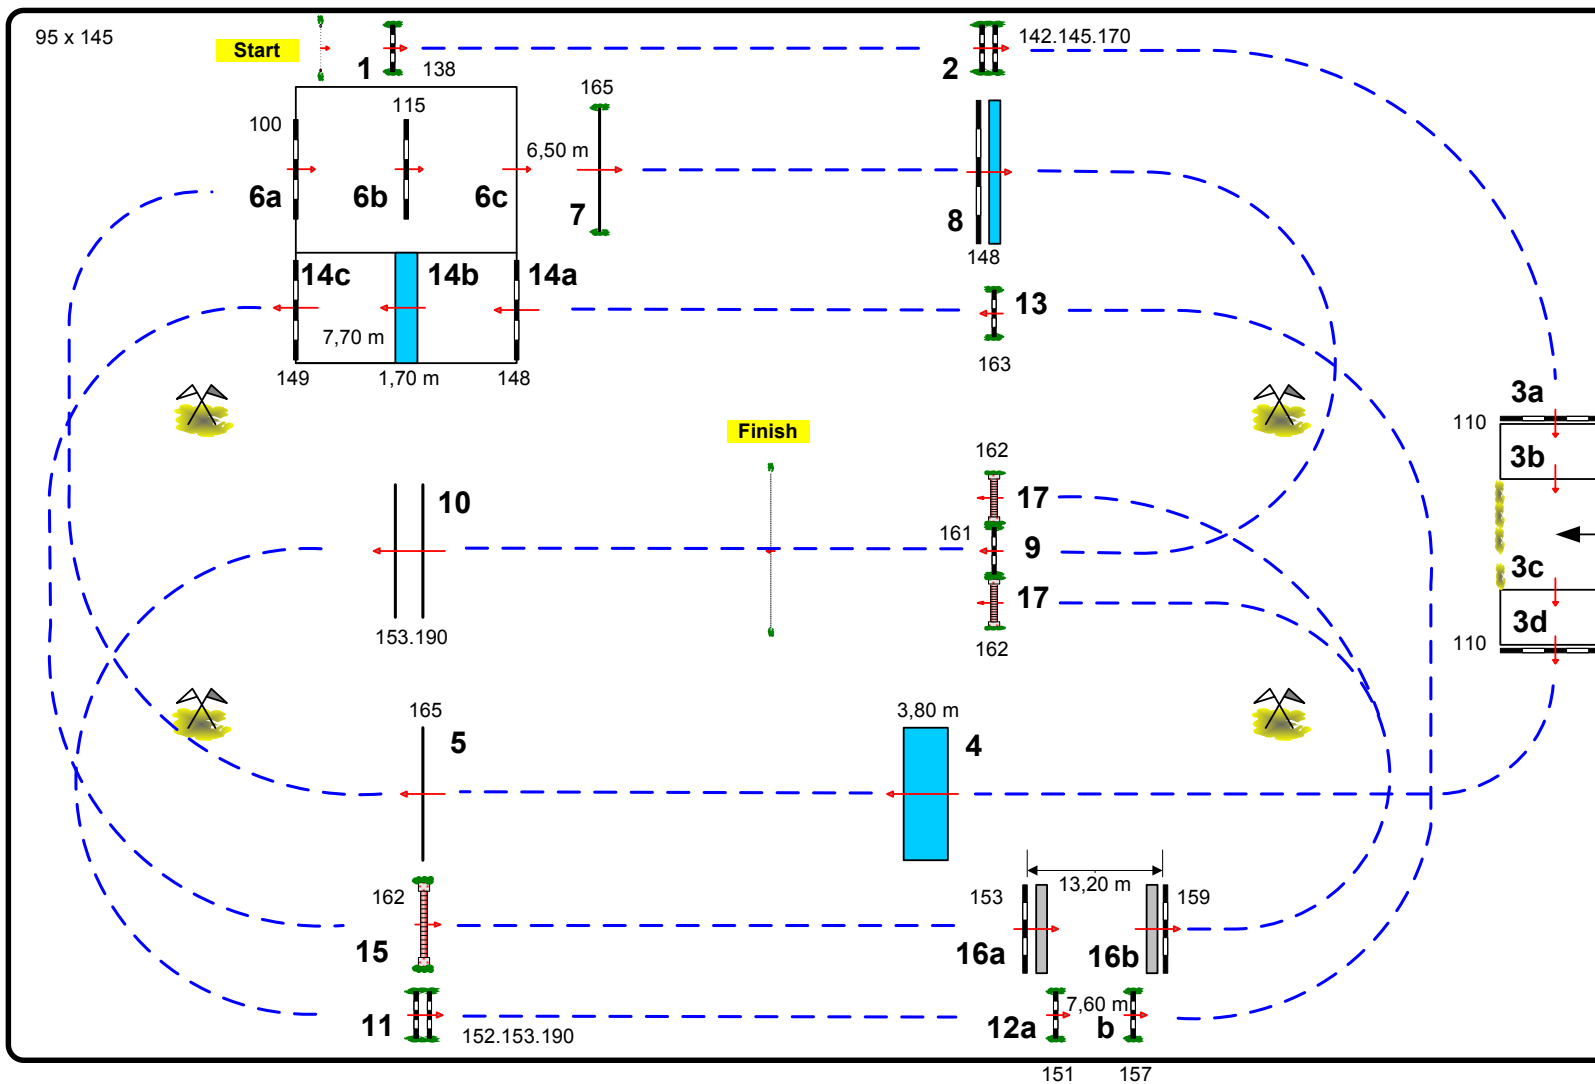 95 x 145
Start
1
138
2
142.145.170
165
115
100
6,50 m
6a
6b
6c
7
8
148
14c
14b
14a
13
7,70 m
149
1,70 m
148
163
3a
110
3b
Finish
162
10
17
161
9
3c
17
3d
153.190
162
110
165
3,80 m
5
4
13,20 m
162
153
159
15
16a
16b
7,60 m
11
12a
b
152.153.190
151
157